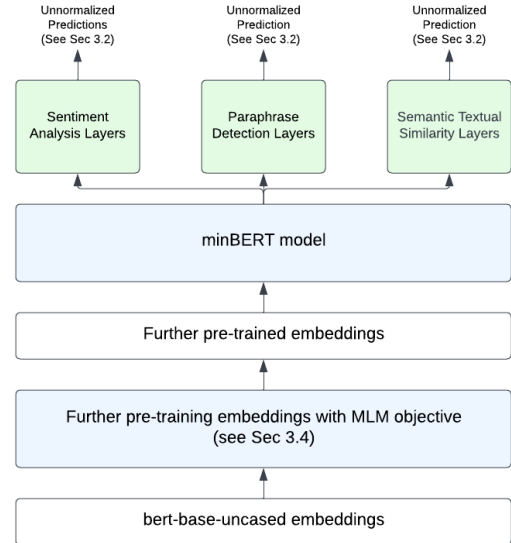 Unnormalized
Predictions
(See Sec 3.2)
Unnormalized
Prediction
(See Sec 3.2)
Unnormalized
Prediction
(See Sec 3.2)
Sentiment
Analysis Layers
Paraphrase
Detection Layers
Semantic Textual
Similarity Layers
minBERT model
Further pre-trained embeddings
Further pre-training embeddings with MLM objective
(see Sec 3.4)
bert-base-uncased embeddings